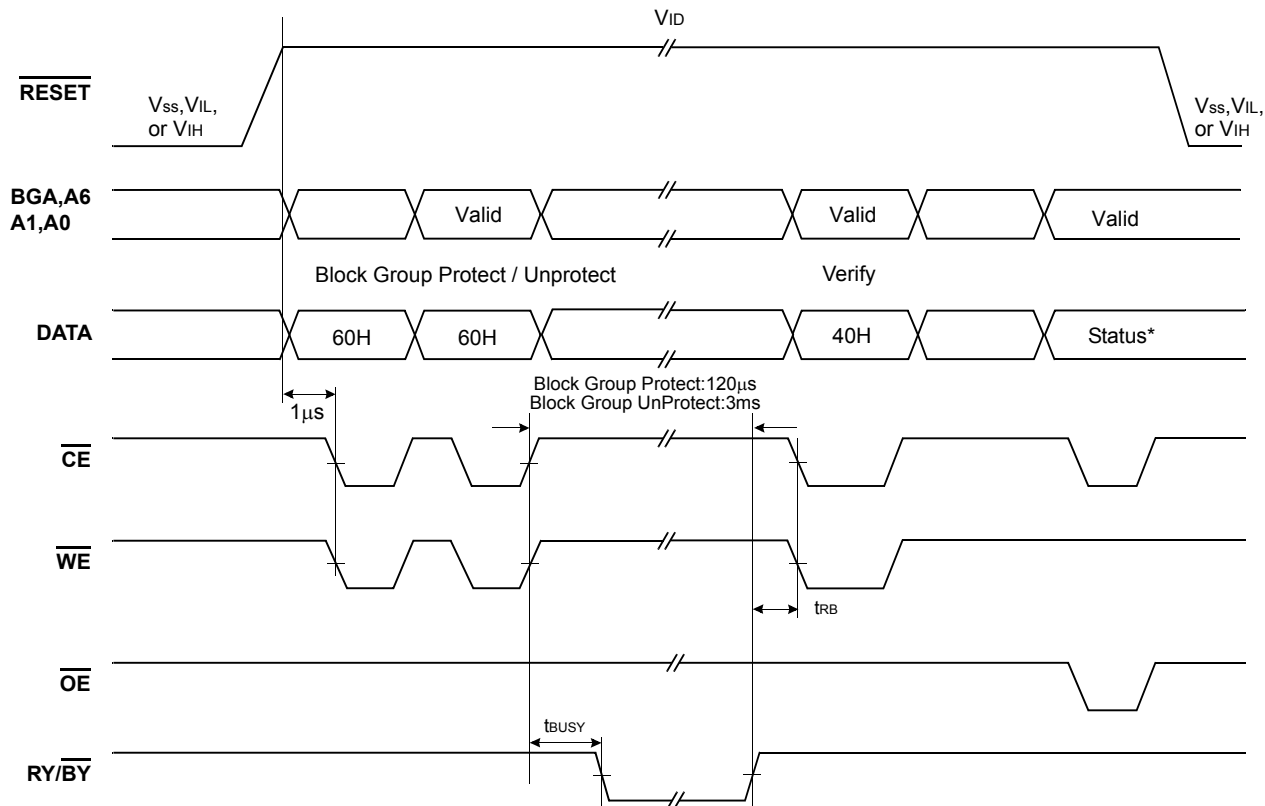 VID
RESET
Vss,VIL,
or VIH
Vss,VIL,
or VIH
BGA,A6
A1,A0
Valid
Valid
Valid
Block Group Protect / Unprotect
Verify
DATA
60H
60H
40H
Status*
Block Group Protect:120μs
Block Group UnProtect:3ms
1μs
CE
WE
tRB
OE
tBUSY
RY/BY